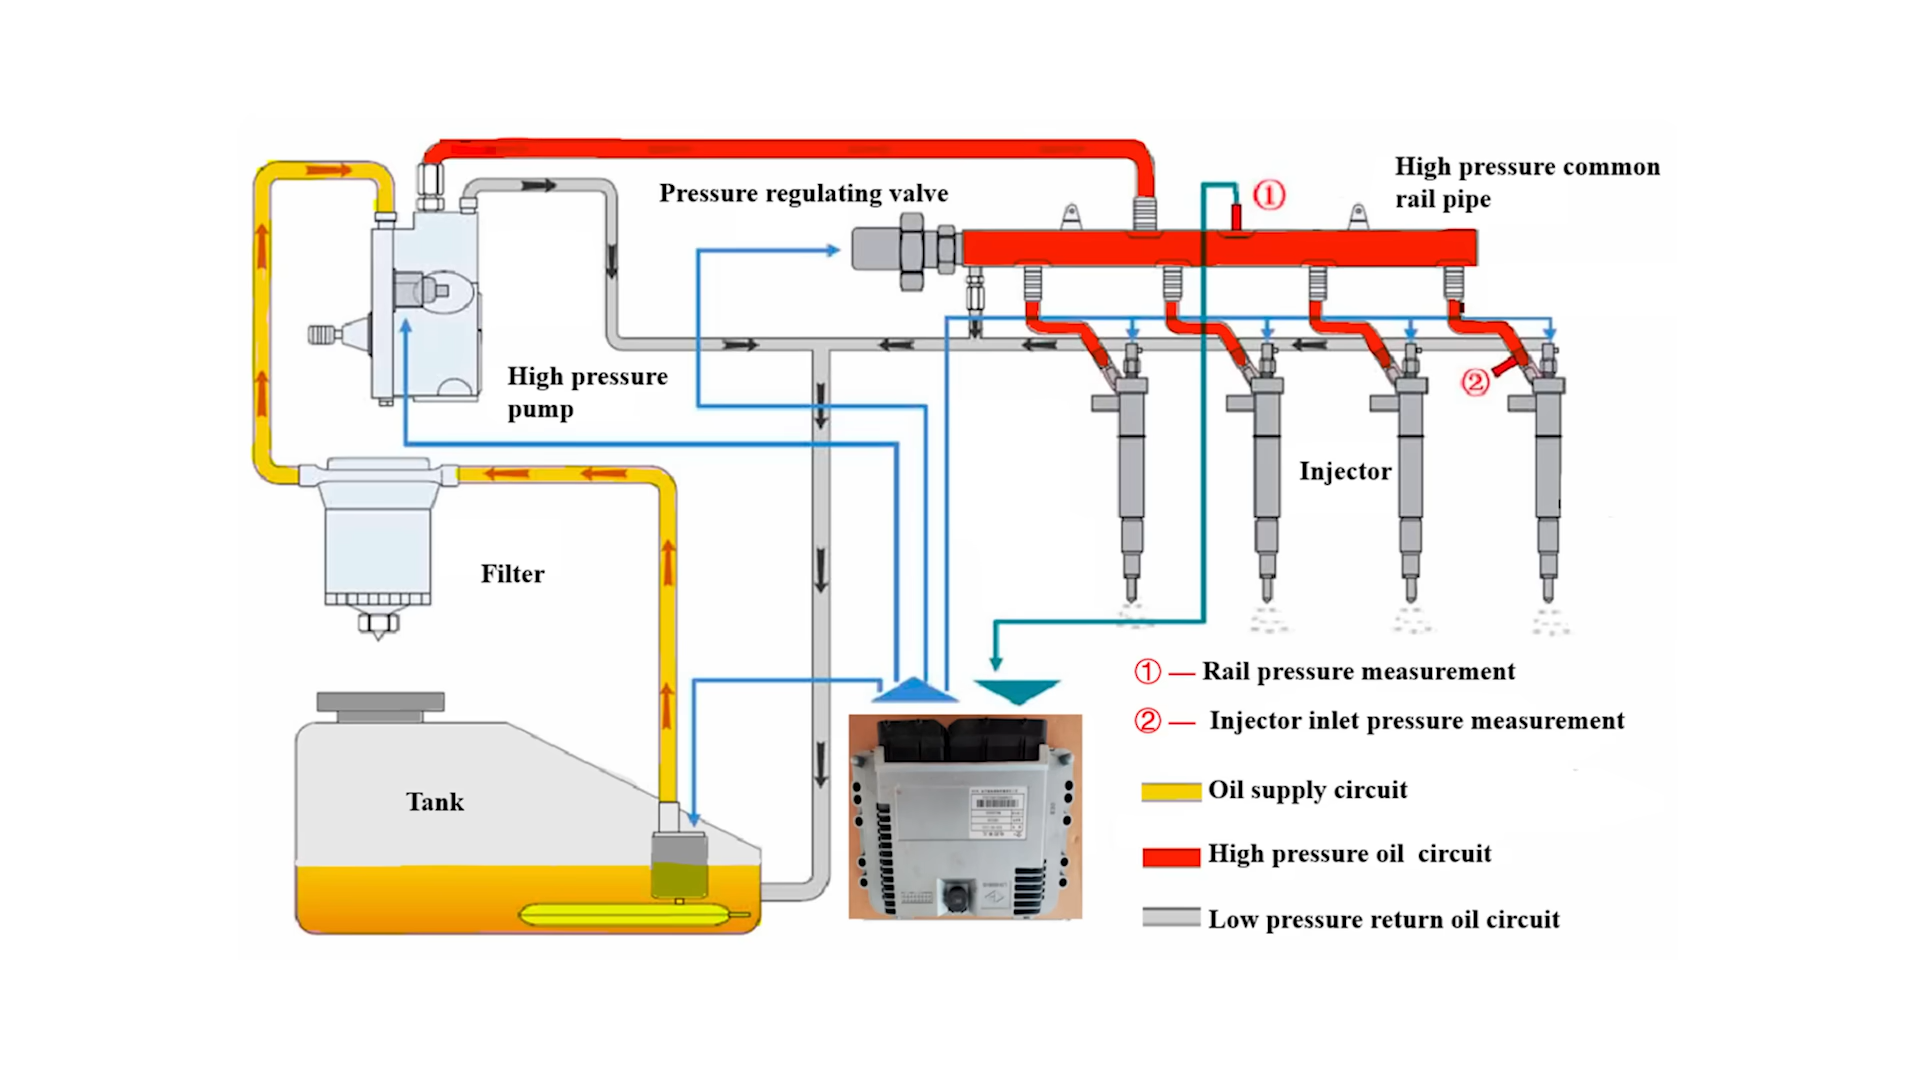 High pressure common
rail pipe
Pressure regulating valve
①
High pressure
pump
②
Injector
Filter
① — Rail pressure measurement
② — Injector inlet pressure measurement
Tank
Oil supply circuit
High pressure oil circuit
Low pressure return oil circuit